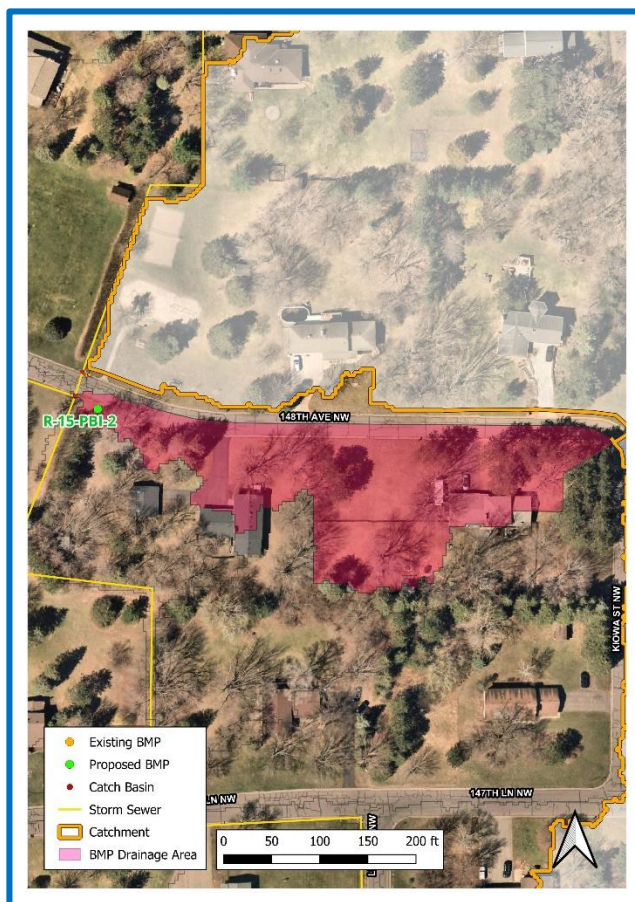 148TH AVE NW
R-15-PBI-2
KIOWA ST NW
Existing BMP
Proposed BMP
Catch Basin
Storm Sewer
Catchment
BMP Drainage Area
LN NW
147TH LN NW
NW
0 50 100 150 200 ft